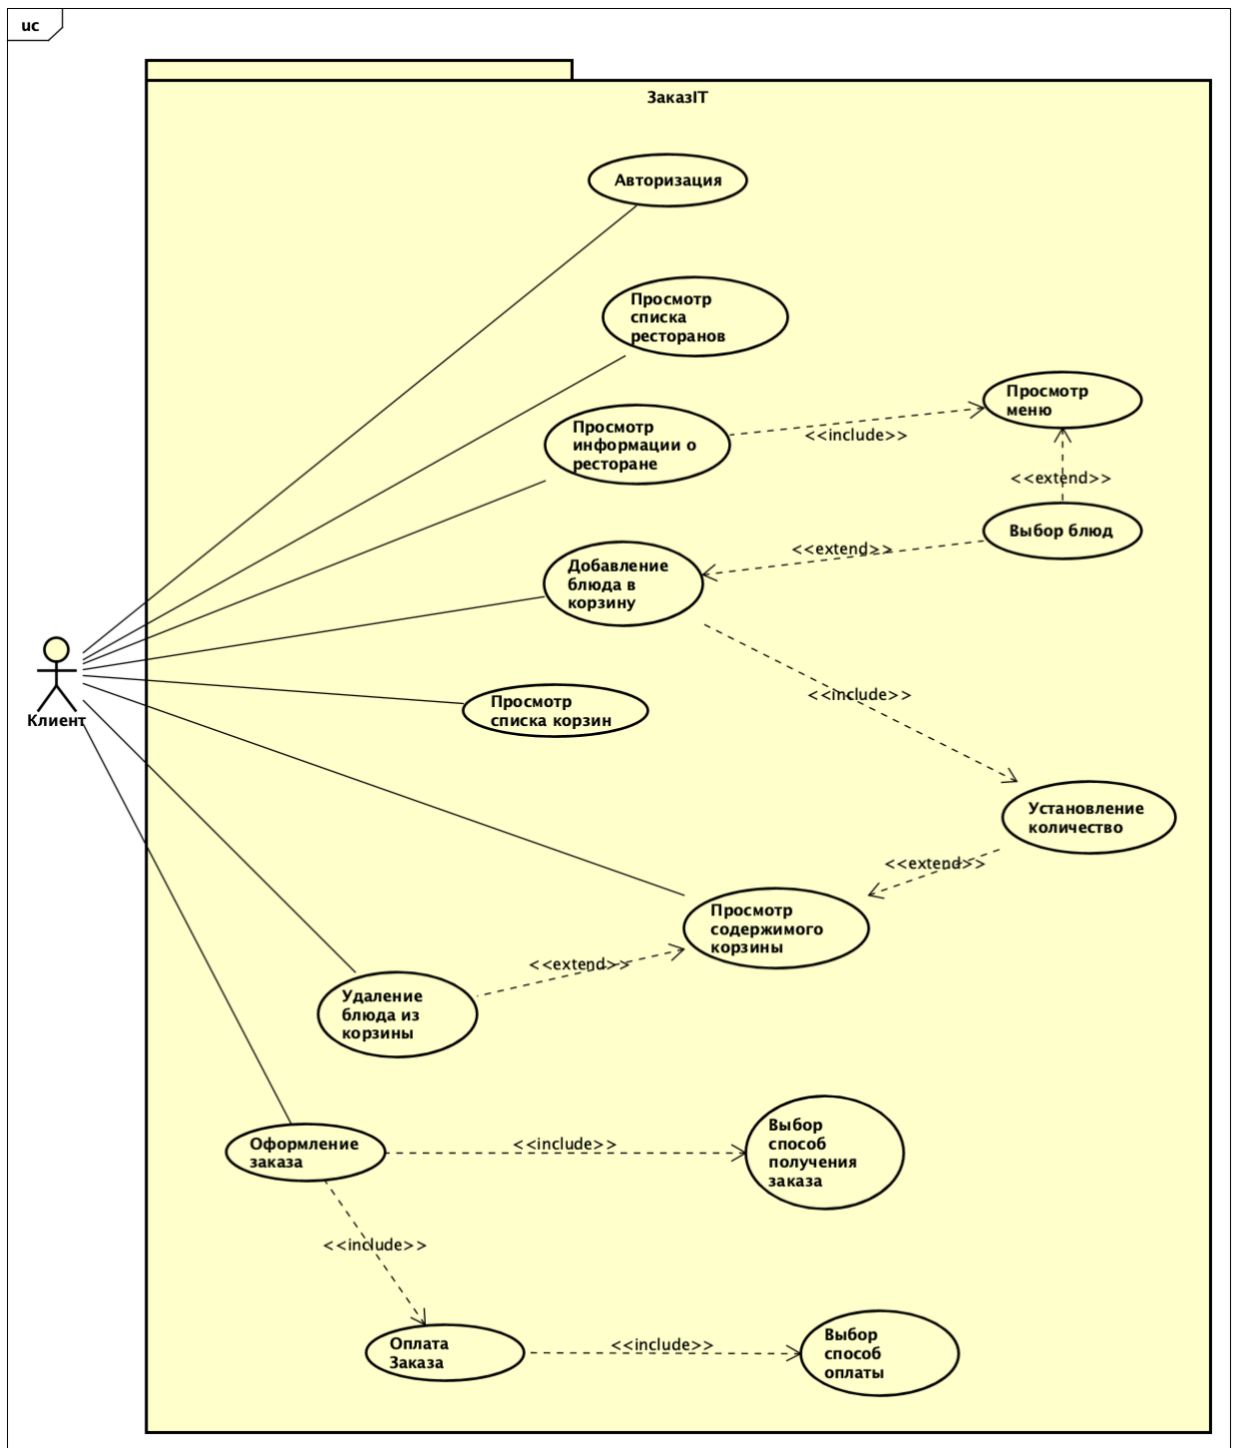 uc
ЗаказIT
Авторизация
Просмотр
списка
ресторанов
Просмотр
информации о
ресторане
<<include>>
Просмотр
меню
<<extend>>
Выбор блюд
<<extend>>
Добавление
блюда в
корзину
<<include>>
Клиент
Просмотр
списка корзин
Установление
количество
<<extend>>
Просмотр
содержимого
корзины
<<extend>>
Удаление
блюда из
корзины
Оформление
заказа
<<include>>
Выбор
способ
получения
заказа
<<include>>
Оплата
Заказа
<<include>>
Выбор
способ
оплаты